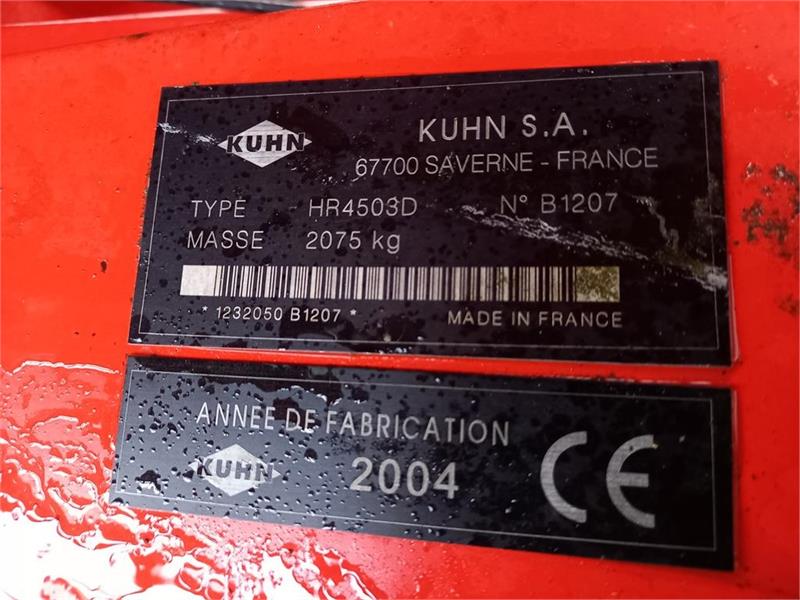 KUHN
KUHN S.A.
67700 SAVERNE - FRANCE
TYPE HR4503D N° B1207
MASSE 2075 kg
* 1232050 B1207 * MADE IN FRANCE
ANNEE DE FABRICATION
KUHN 2004 CE